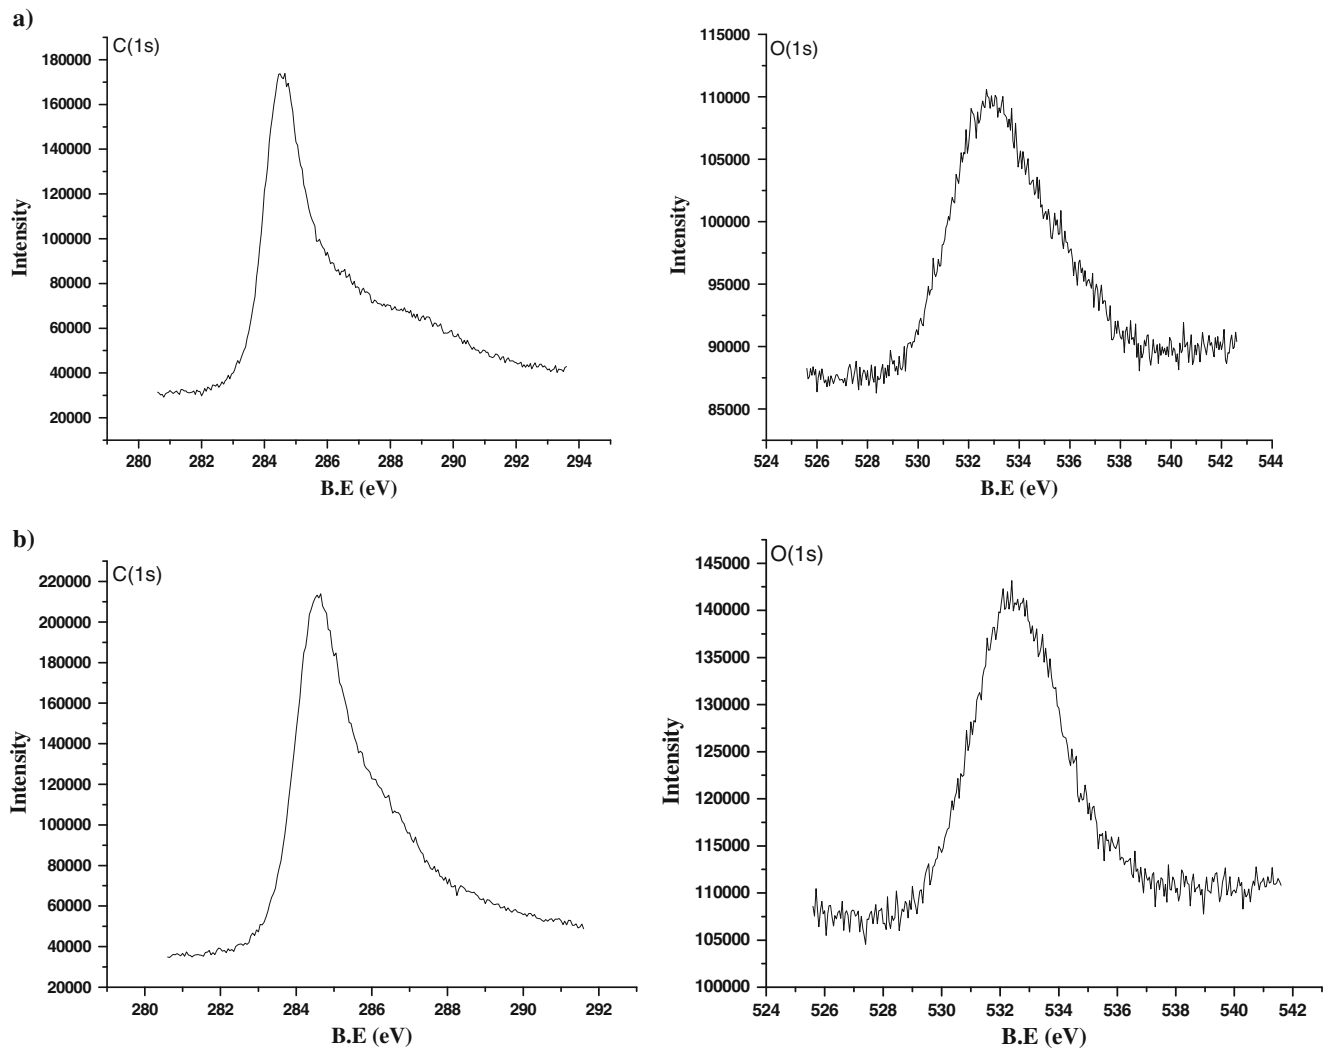 a)
C(1s)
180000
160000
140000
120000
100000
80000
60000
40000
20000
Intensity
280 282 284 286 288 290 292 294
B.E (eV)
O(1s)
115000
110000
105000
100000
95000
90000
85000
Intensity
524 526 528 530 532 534 536 538 540 542 544
B.E (eV)
b)
C(1s)
220000
200000
180000
160000
140000
120000
100000
80000
60000
40000
20000
Intensity
280 282 284 286 288 290 292
B.E (eV)
O(1s)
145000
140000
135000
130000
125000
120000
115000
110000
105000
100000
Intensity
524 526 528 530 532 534 536 538 540 542
B.E (eV)